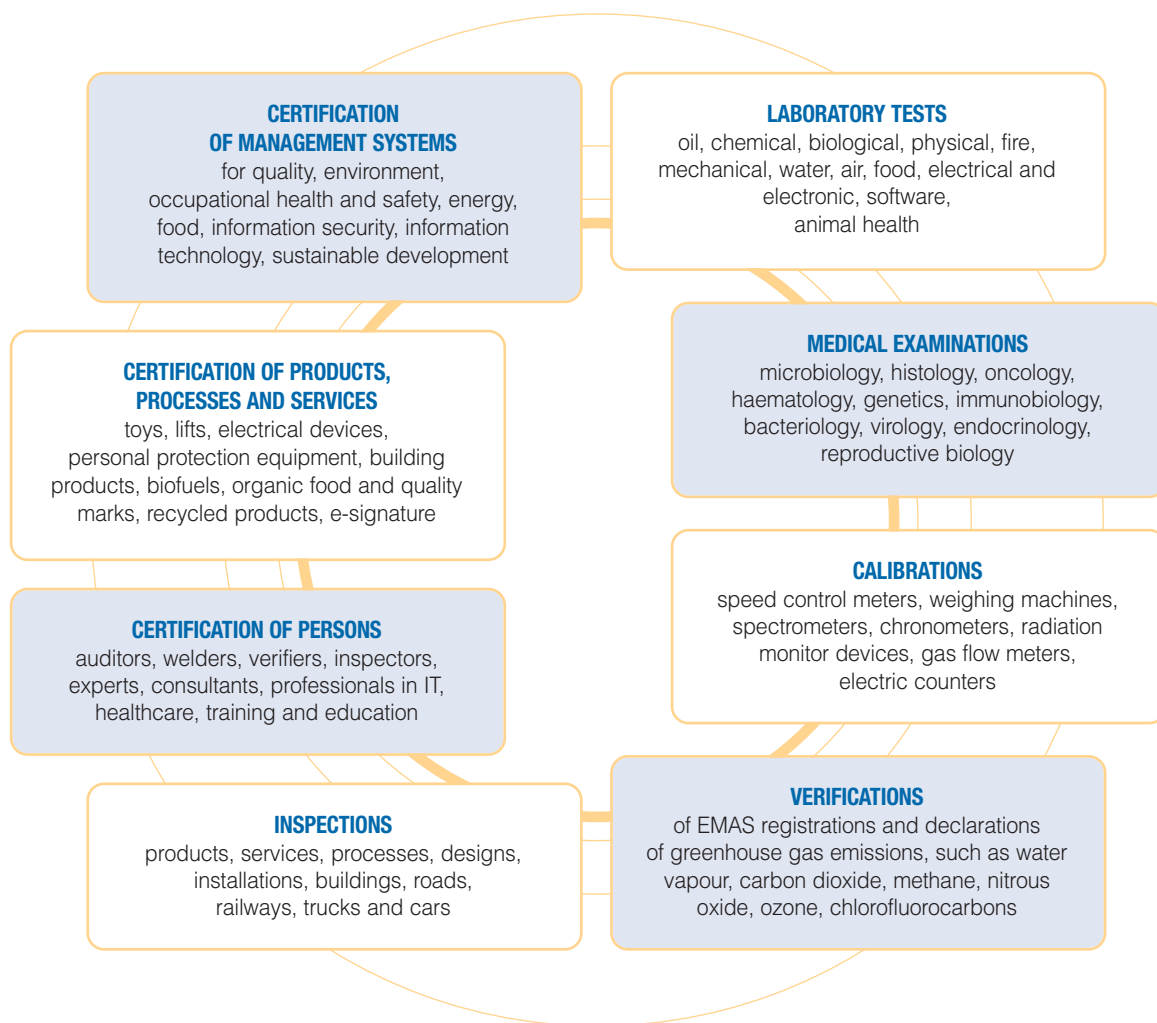 CERTIFICATION
OF MANAGEMENT SYSTEMS
for quality, environment,
occupational health and safety, energy,
food, information security, information
technology, sustainable development
LABORATORY TESTS
oil, chemical, biological, physical, fire,
mechanical, water, air, food, electrical and
electronic, software,
animal health
CERTIFICATION OF PRODUCTS,
PROCESSES AND SERVICES
toys, lifts, electrical devices,
personal protection equipment, building
products, biofuels, organic food and quality
marks, recycled products, e-signature
MEDICAL EXAMINATIONS
microbiology, histology, oncology,
haematology, genetics, immunobiology,
bacteriology, virology, endocrinology,
reproductive biology
CERTIFICATION OF PERSONS
auditors, welders, verifiers, inspectors,
experts, consultants, professionals in IT,
healthcare, training and education
CALIBRATIONS
speed control meters, weighing machines,
spectrometers, chronometers, radiation
monitor devices, gas flow meters,
electric counters
INSPECTIONS
products, services, processes, designs,
installations, buildings, roads,
railways, trucks and cars
VERIFICATIONS
of EMAS registrations and declarations
of greenhouse gas emissions, such as water
vapour, carbon dioxide, methane, nitrous
oxide, ozone, chlorofluorocarbons